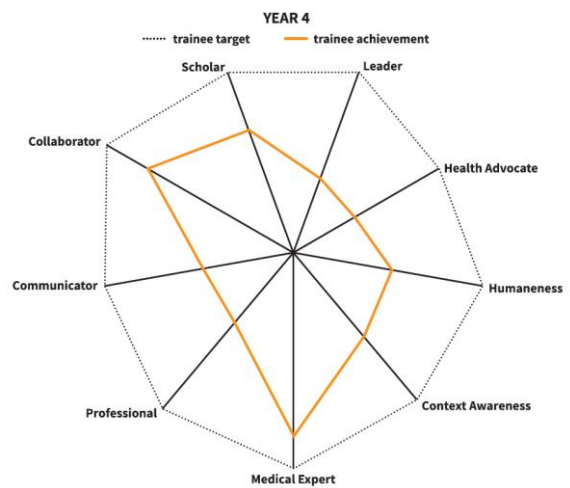 YEAR 4
trainee target
trainee achievement
Scholar
Leader
Collaborator
Health Advocate
Communicator
Humaneness
Professional
Context Awareness
Medical Expert